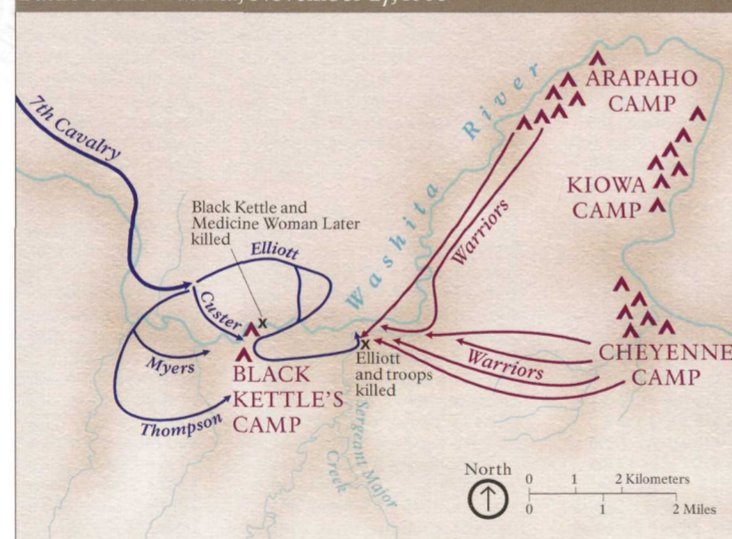 ARAPAHO
CAMP
Washita River
7th Cavalry
KIOWA
CAMP
Black Kettle and
Medicine Woman Later
killed
Elliott
Warriors
Custer
x
x
Myers
Elliott
and troops
killed
Warriors
CHEYENNE
CAMP
BLACK
KETTLE'S
CAMP
Thompson
Sergeant Major
Creek
North
0 1 2 Kilometers
0 1 2 Miles